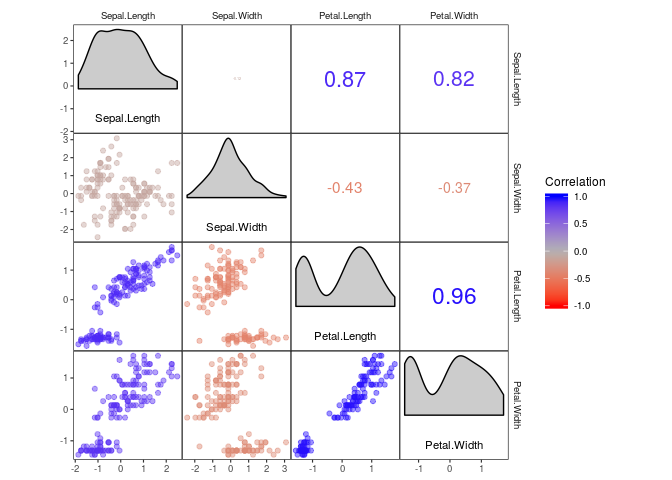 Sepal.Length Sepal.Width Petal.Length Petal.Width
2
1
0
-1
-2
Sepal.Length
0.87
0.82
Sepal.Length
3
2
1
0
-1
-2
Sepal.Width
-0.43
-0.37
Sepal.Width
1
0
-1
Petal.Length
0.96
Petal.Length
1
0
-1
Petal.Width
Petal.Width
-2 -1 0 1 2
-2 -1 0 1 2 3
-1 0 1
-1 0 1
Correlation
1.0
0.5
0.0
-0.5
-1.0